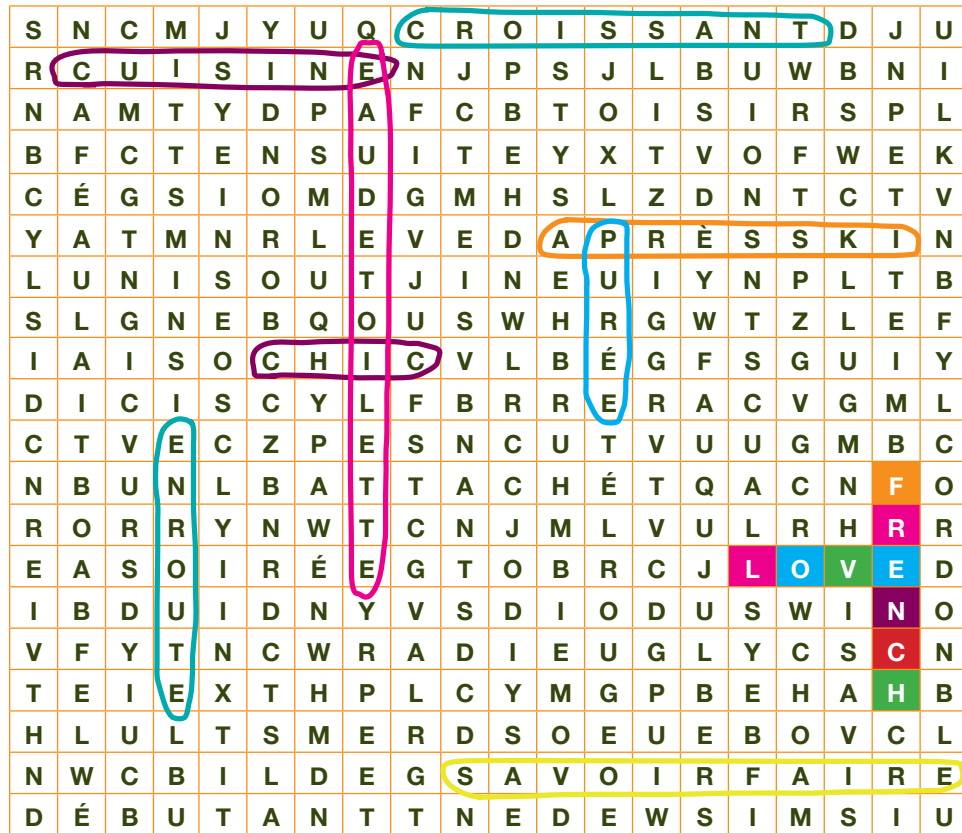 S N C M J Y U Q C R O I S S A N T D J U
R C U I S I N E N J P S J L B U W B N I
N A M T Y D P A F C B T O I S I R S P L
B F C T E N S U I T E Y X T V O F W E K
C É G S I O M D G M H S L Z D N T C T V
Y A T M N R L E V E D A P R È S S K I N
L U N I S O U T J I N E U I Y N P L T B
S L G N E B Q O U S W H R G W T Z L E F
I A I S O C H I C V L B É G F S G U I Y
D I C I S C Y L F B R R E R A C V G M L
C T V E C Z P E S N C U T V U U G M B C
N B U N L B A T T A C H É T Q A C N F O
R O R R Y N W T C N J M L V U L R H R R
E A S O I R É E G T O B R C J L O V E D
I B D U I D N Y V S D I O D U S W I N O
V F Y T N C W R A D I E U G L Y C S C N
T E I E X T H P L C Y M G P B E H A H B
H L U L T S M E R D S O E U E B O V C L
N W C B I L D E G S A V O I R F A I R E
D É B U T A N T T N E D E W S I M S I U